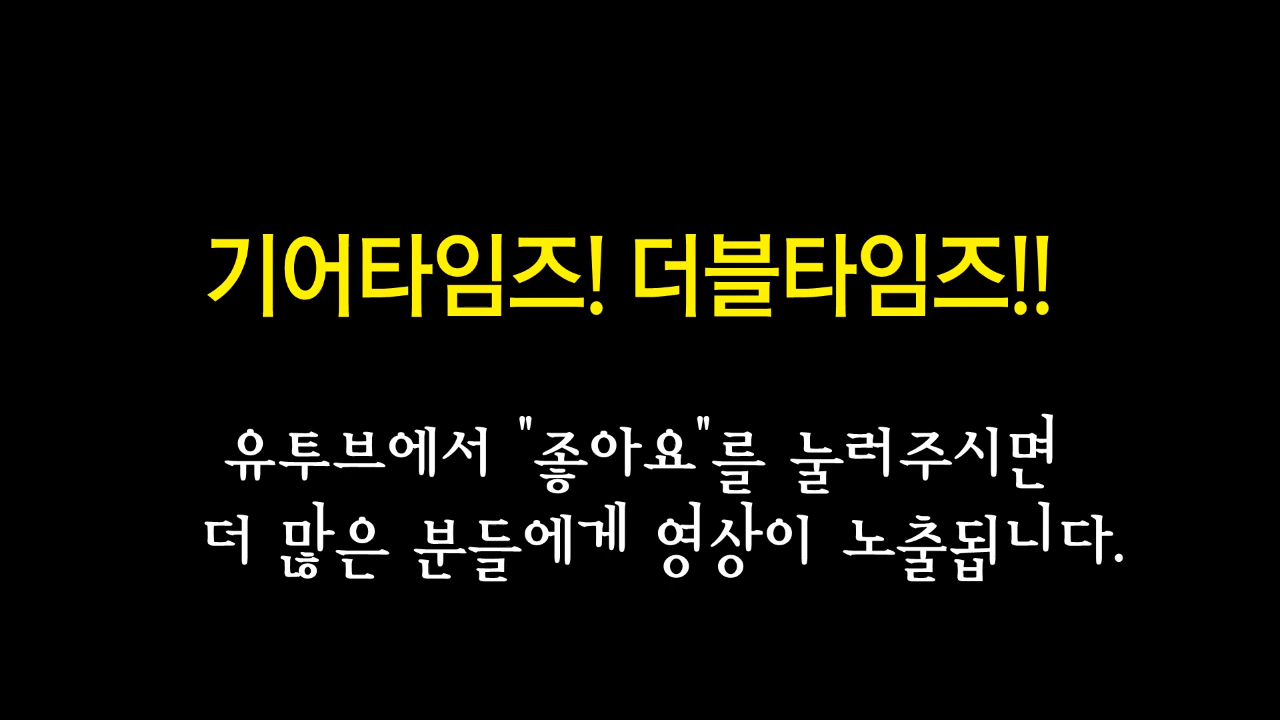 기어타임즈! 더블타임즈!!
유투브에서 "좋아요"를 눌러주시면
더 많은 분들에게 영상이 노출됩니다.